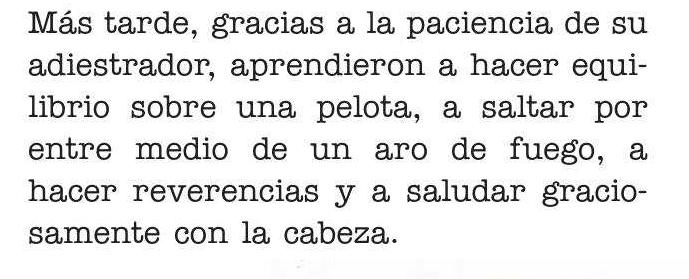 Más tarde, gracias a la paciencia de su
adiestrador, aprendieron a hacer equi-
librio sobre una pelota, a saltar por
entre medio de un aro de fuego, a
hacer reverencias y a saludar gracio-
samente con la cabeza.